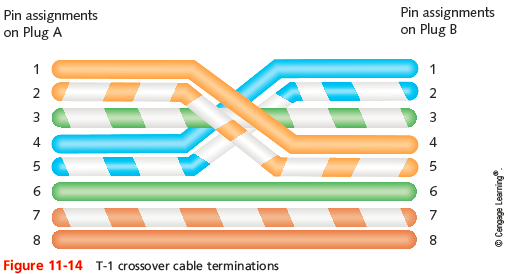 Pin assignments
on Plug A
Pin assignments
on Plug B
1 1
2 2
3 3
4 4
5 5
6 6
7 7
8 8
© Cengage Learning®.
Figure 11-14 T-1 crossover cable terminations